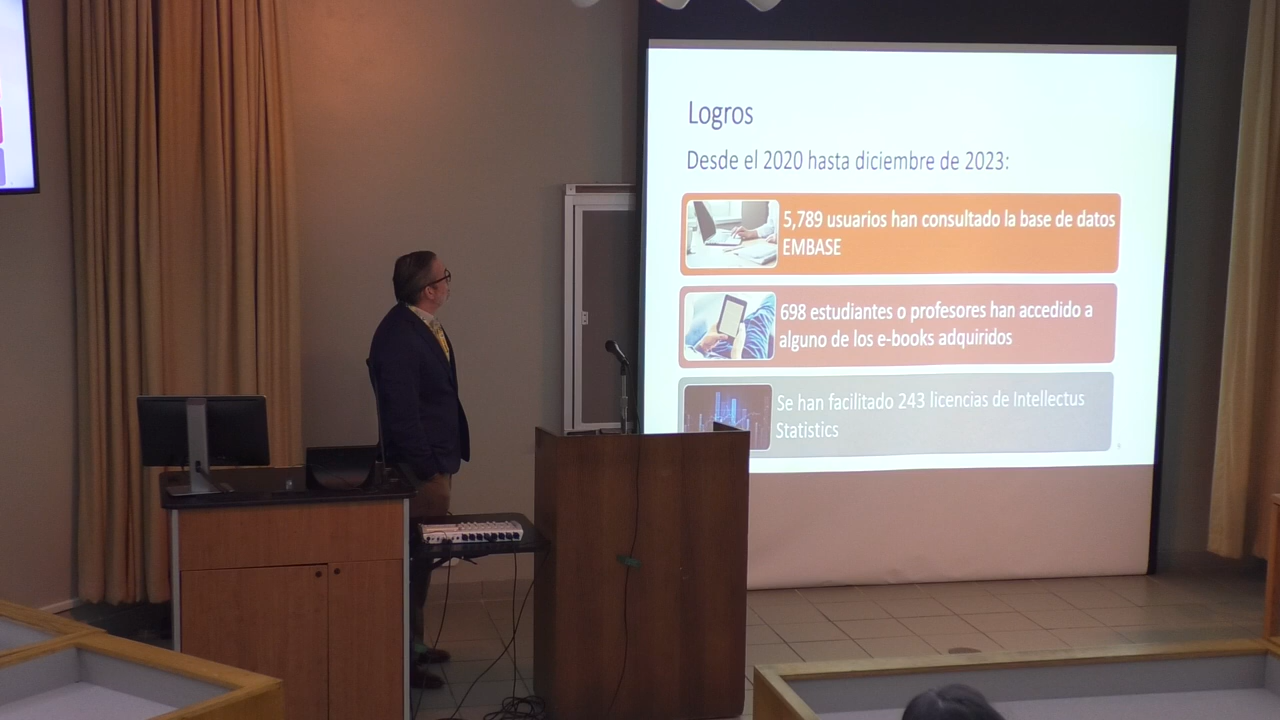 Logros
Desde el 2020 hasta diciembre de 2023:
5,789 usuarios han consultado la base de datos
EMBASE
698 estudiantes o profesores han accedido a
alguno de los e-books adquiridos
Se han facilitado 243 licencias de Intellectus
Statistics